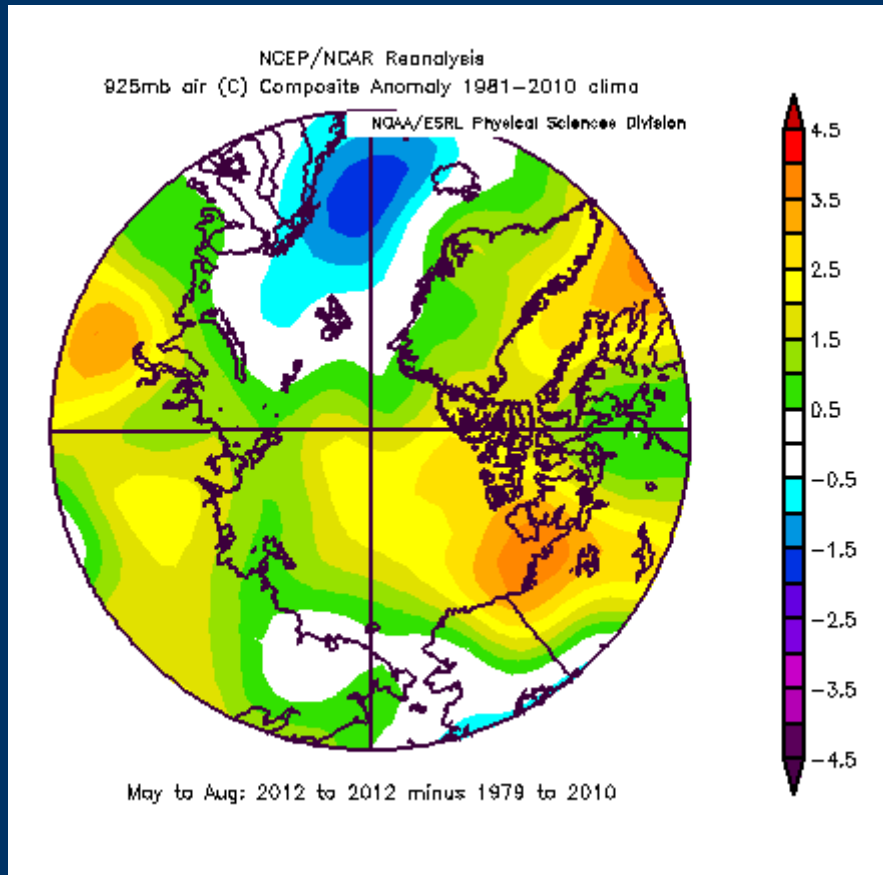 NCEP/NCAR Reanalysis
925mb air (C) Composite Anomaly 1981-2010 clima
NOAA/ESRL Physical Sciences Division
4.5
3.5
2.5
1.5
0.5
-0.5
-1.5
-2.5
-3.5
-4.5
May to Aug: 2012 to 2012 minus 1979 to 2010